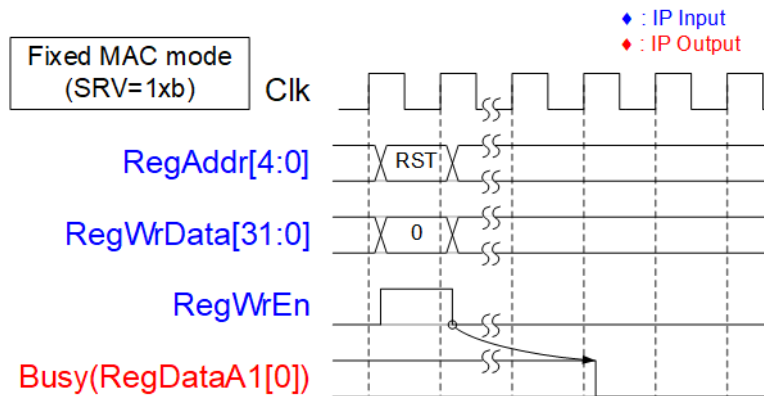 ♦ : IP Input
♦ : IP Output
Fixed MAC mode
(SRV=1xb)
Clk
RegAddr[4:0]
RST
RegWrData[31:0]
0
RegWrEn
Busy(RegDataA1[0])